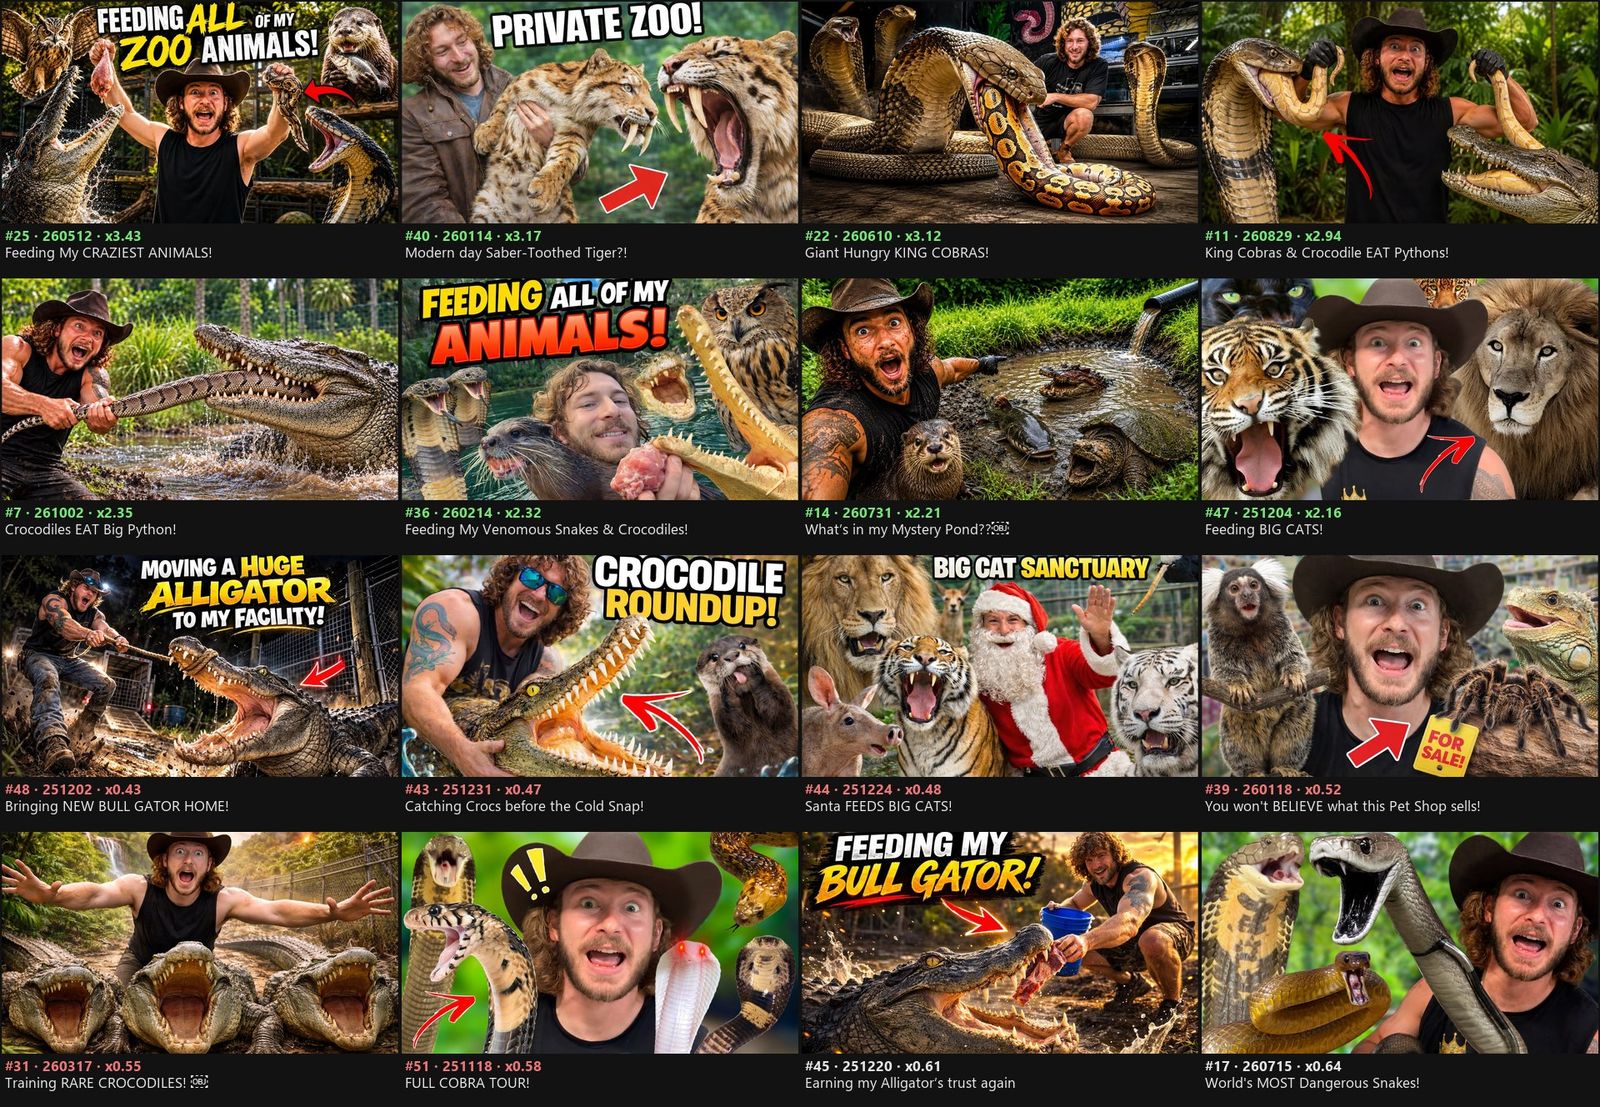 FEEDING ALL OF MY
ZOO ANIMALS!
#25 · 260512 · x3.43
Feeding My CRAZIEST ANIMALS!
PRIVATE ZOO!
#40 · 260114 · x3.17
Modern day Saber-Toothed Tiger?!
#22 · 260610 · x3.12
Giant Hungry KING COBRAS!
#11 · 260829 · x2.94
King Cobras & Crocodile EAT Pythons!
#7 · 261002 · x2.35
Crocodiles EAT Big Python!
FEEDING ALL OF MY
ANIMALS!
#36 · 260214 · x2.32
Feeding My Venomous Snakes & Crocodiles!
#14 · 260731 · x2.21
What's in my Mystery Pond??￼
#47 · 251204 · x2.16
Feeding BIG CATS!
MOVING A HUGE
ALLIGATOR
TO MY FACILITY!
#48 · 251202 · x0.43
Bringing NEW BULL GATOR HOME!
CROCODILE
ROUNDUP!
#43 · 251231 · x0.47
Catching Crocs before the Cold Snap!
BIG CAT SANCTUARY
#44 · 251224 · x0.48
Santa FEEDS BIG CATS!
FOR
SALE!
#39 · 260118 · x0.52
You won't BELIEVE what this Pet Shop sells!
#31 · 260317 · x0.55
Training RARE CROCODILES! ￼
!!
#51 · 251118 · x0.58
FULL COBRA TOUR!
FEEDING MY
BULL GATOR!
#45 · 251220 · x0.61
Earning my Alligator's trust again
#17 · 260715 · x0.64
World's MOST Dangerous Snakes!